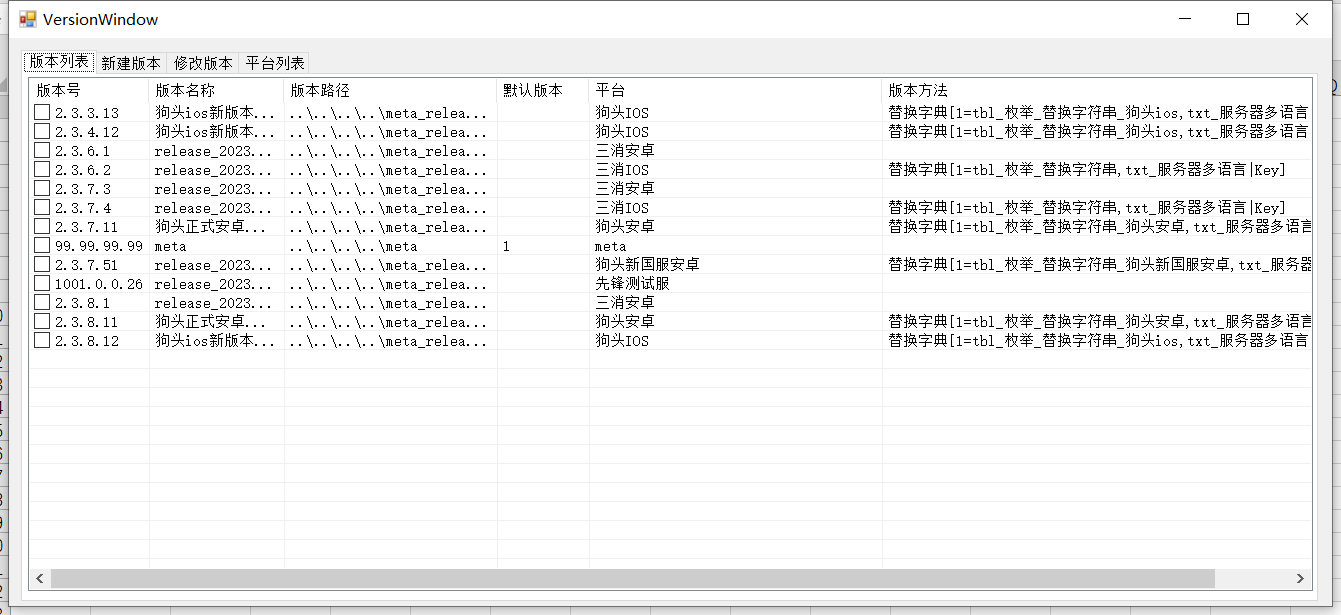 VersionWindow
版本列表 新建版本 修改版本 平台列表
版本号 版本名称 版本路径 默认版本 平台 版本方法
2.3.3.13 狗头ios新版本... ..\..\..\..\meta_relea... 狗头IOS 替换字典[1=tbl_枚举_替换字符串_狗头ios,txt_服务器多语言
2.3.4.12 狗头ios新版本... ..\..\..\..\meta_relea... 狗头IOS 替换字典[1=tbl_枚举_替换字符串_狗头ios,txt_服务器多语言
2.3.6.1 release_2023... ..\..\..\..\meta_relea... 三消安卓
2.3.6.2 release_2023... ..\..\..\..\meta_relea... 三消IOS 替换字典[1=tbl_枚举_替换字符串,txt_服务器多语言|Key]
2.3.7.3 release_2023... ..\..\..\..\meta_relea... 三消安卓
2.3.7.4 release_2023... ..\..\..\..\meta_relea... 三消IOS 替换字典[1=tbl_枚举_替换字符串,txt_服务器多语言|Key]
2.3.7.11 狗头正式安卓... ..\..\..\..\meta_relea... 狗头安卓 替换字典[1=tbl_枚举_替换字符串_狗头安卓,txt_服务器多语言
99.99.99.99 meta ..\..\..\..\meta 1 meta
2.3.7.51 release_2023... ..\..\..\..\meta_relea... 狗头新国服安卓 替换字典[1=tbl_枚举_替换字符串_狗头新国服安卓,txt_服务器
1001.0.0.26 release_2023... ..\..\..\..\meta_relea... 先锋测试服
2.3.8.1 release_2023... ..\..\..\..\meta_relea... 三消安卓
2.3.8.11 狗头正式安卓... ..\..\..\..\meta_relea... 狗头安卓 替换字典[1=tbl_枚举_替换字符串_狗头安卓,txt_服务器多语言
2.3.8.12 狗头ios新版本... ..\..\..\..\meta_relea... 狗头IOS 替换字典[1=tbl_枚举_替换字符串_狗头ios,txt_服务器多语言